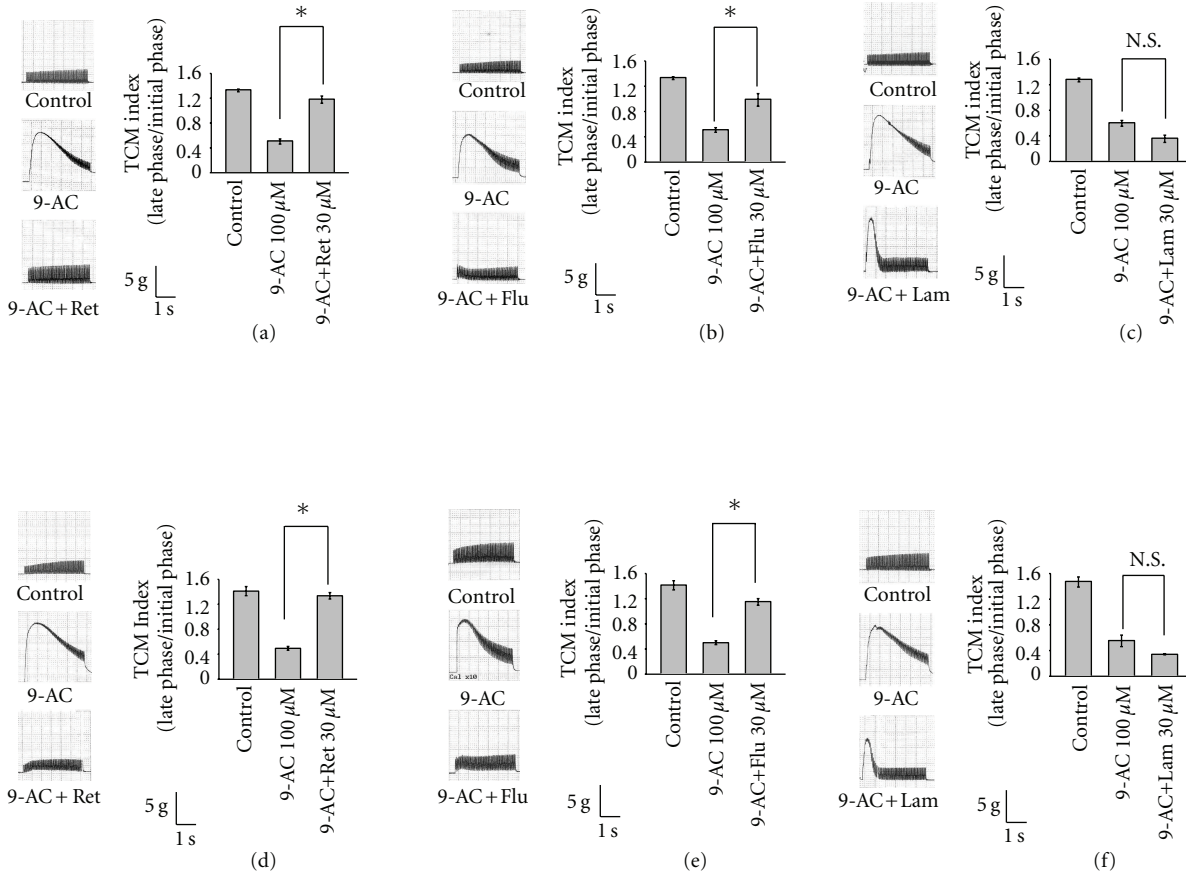 Control
9-AC
9-AC+Ret
TCM index
(late phase/initial phase)
1.6
1.2
0.8
0.4
0
*
Control
9-AC 100 μM
9-AC+Ret 30 μM
5 g
1 s
(a)
Control
9-AC
9-AC+Flu
TCM index
(late phase/initial phase)
1.6
1.2
0.8
0.4
0
*
Control
9-AC 100 μM
9-AC+Flu 30 μM
5 g
1 s
(b)
Control
9-AC
9-AC+Lam
TCM index
(late phase/initial phase)
1.6
1.2
0.8
0.4
0
N.S.
Control
9-AC 100 μM
9-AC+Lam 30 μM
5 g
1 s
(c)
Control
9-AC
9-AC+Ret
TCM Index
(late phase/initial phase)
1.6
1.2
0.8
0.4
0
*
Control
9-AC 100 μM
9-AC+Ret 30 μM
5 g
1 s
(d)
Control
Cal x10
9-AC
9-AC+Flu
TCM index
(late phase/initial phase)
1.6
1.2
0.8
0.4
0
*
Control
9-AC 100 μM
9-AC+Flu 30 μM
5 g
1 s
(e)
Control
9-AC
9-AC+Lam
TCM index
(late phase/initial phase)
1.6
1.2
0.8
0.4
0
N.S.
Control
9-AC 100 μM
9-AC+Lam 30 μM
5 g
1 s
(f)